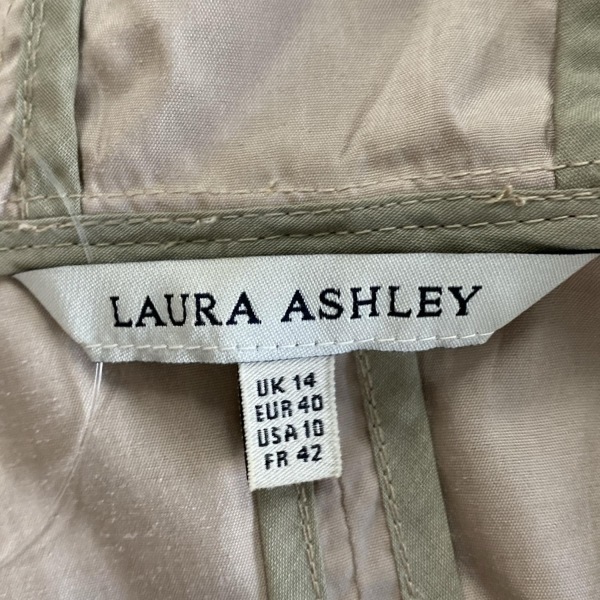 LAURA ASHLEY
UK 14
EUR 40
USA 10
FR 42